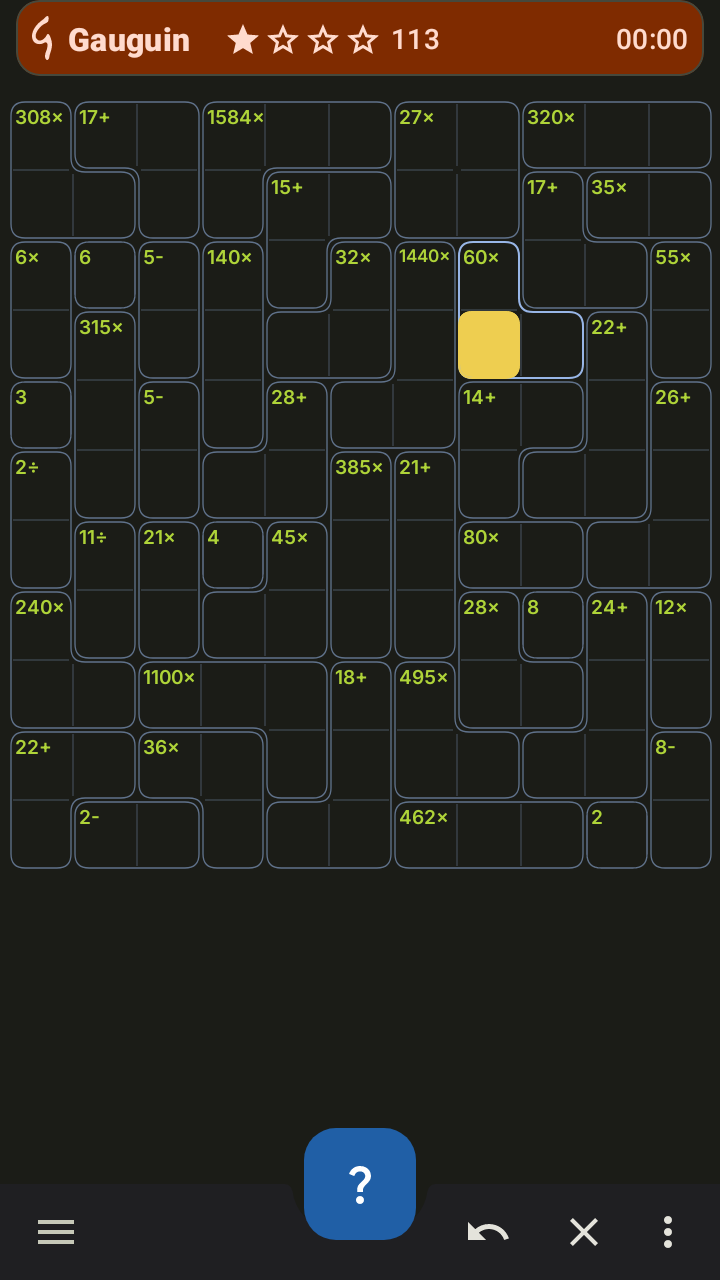 Gauguin 113 00:00
308× 17+ 1584× 27× 320×
15+ 17+ 35×
6× 6 5- 140× 32× 1440× 60× 55×
315× 22+
3 5- 28+ 14+ 26+
2÷ 385× 21+
11÷ 21× 4 45× 80×
240× 28× 8 24+ 12×
1100× 18+ 495×
22+ 36× 8-
2- 462× 2
?